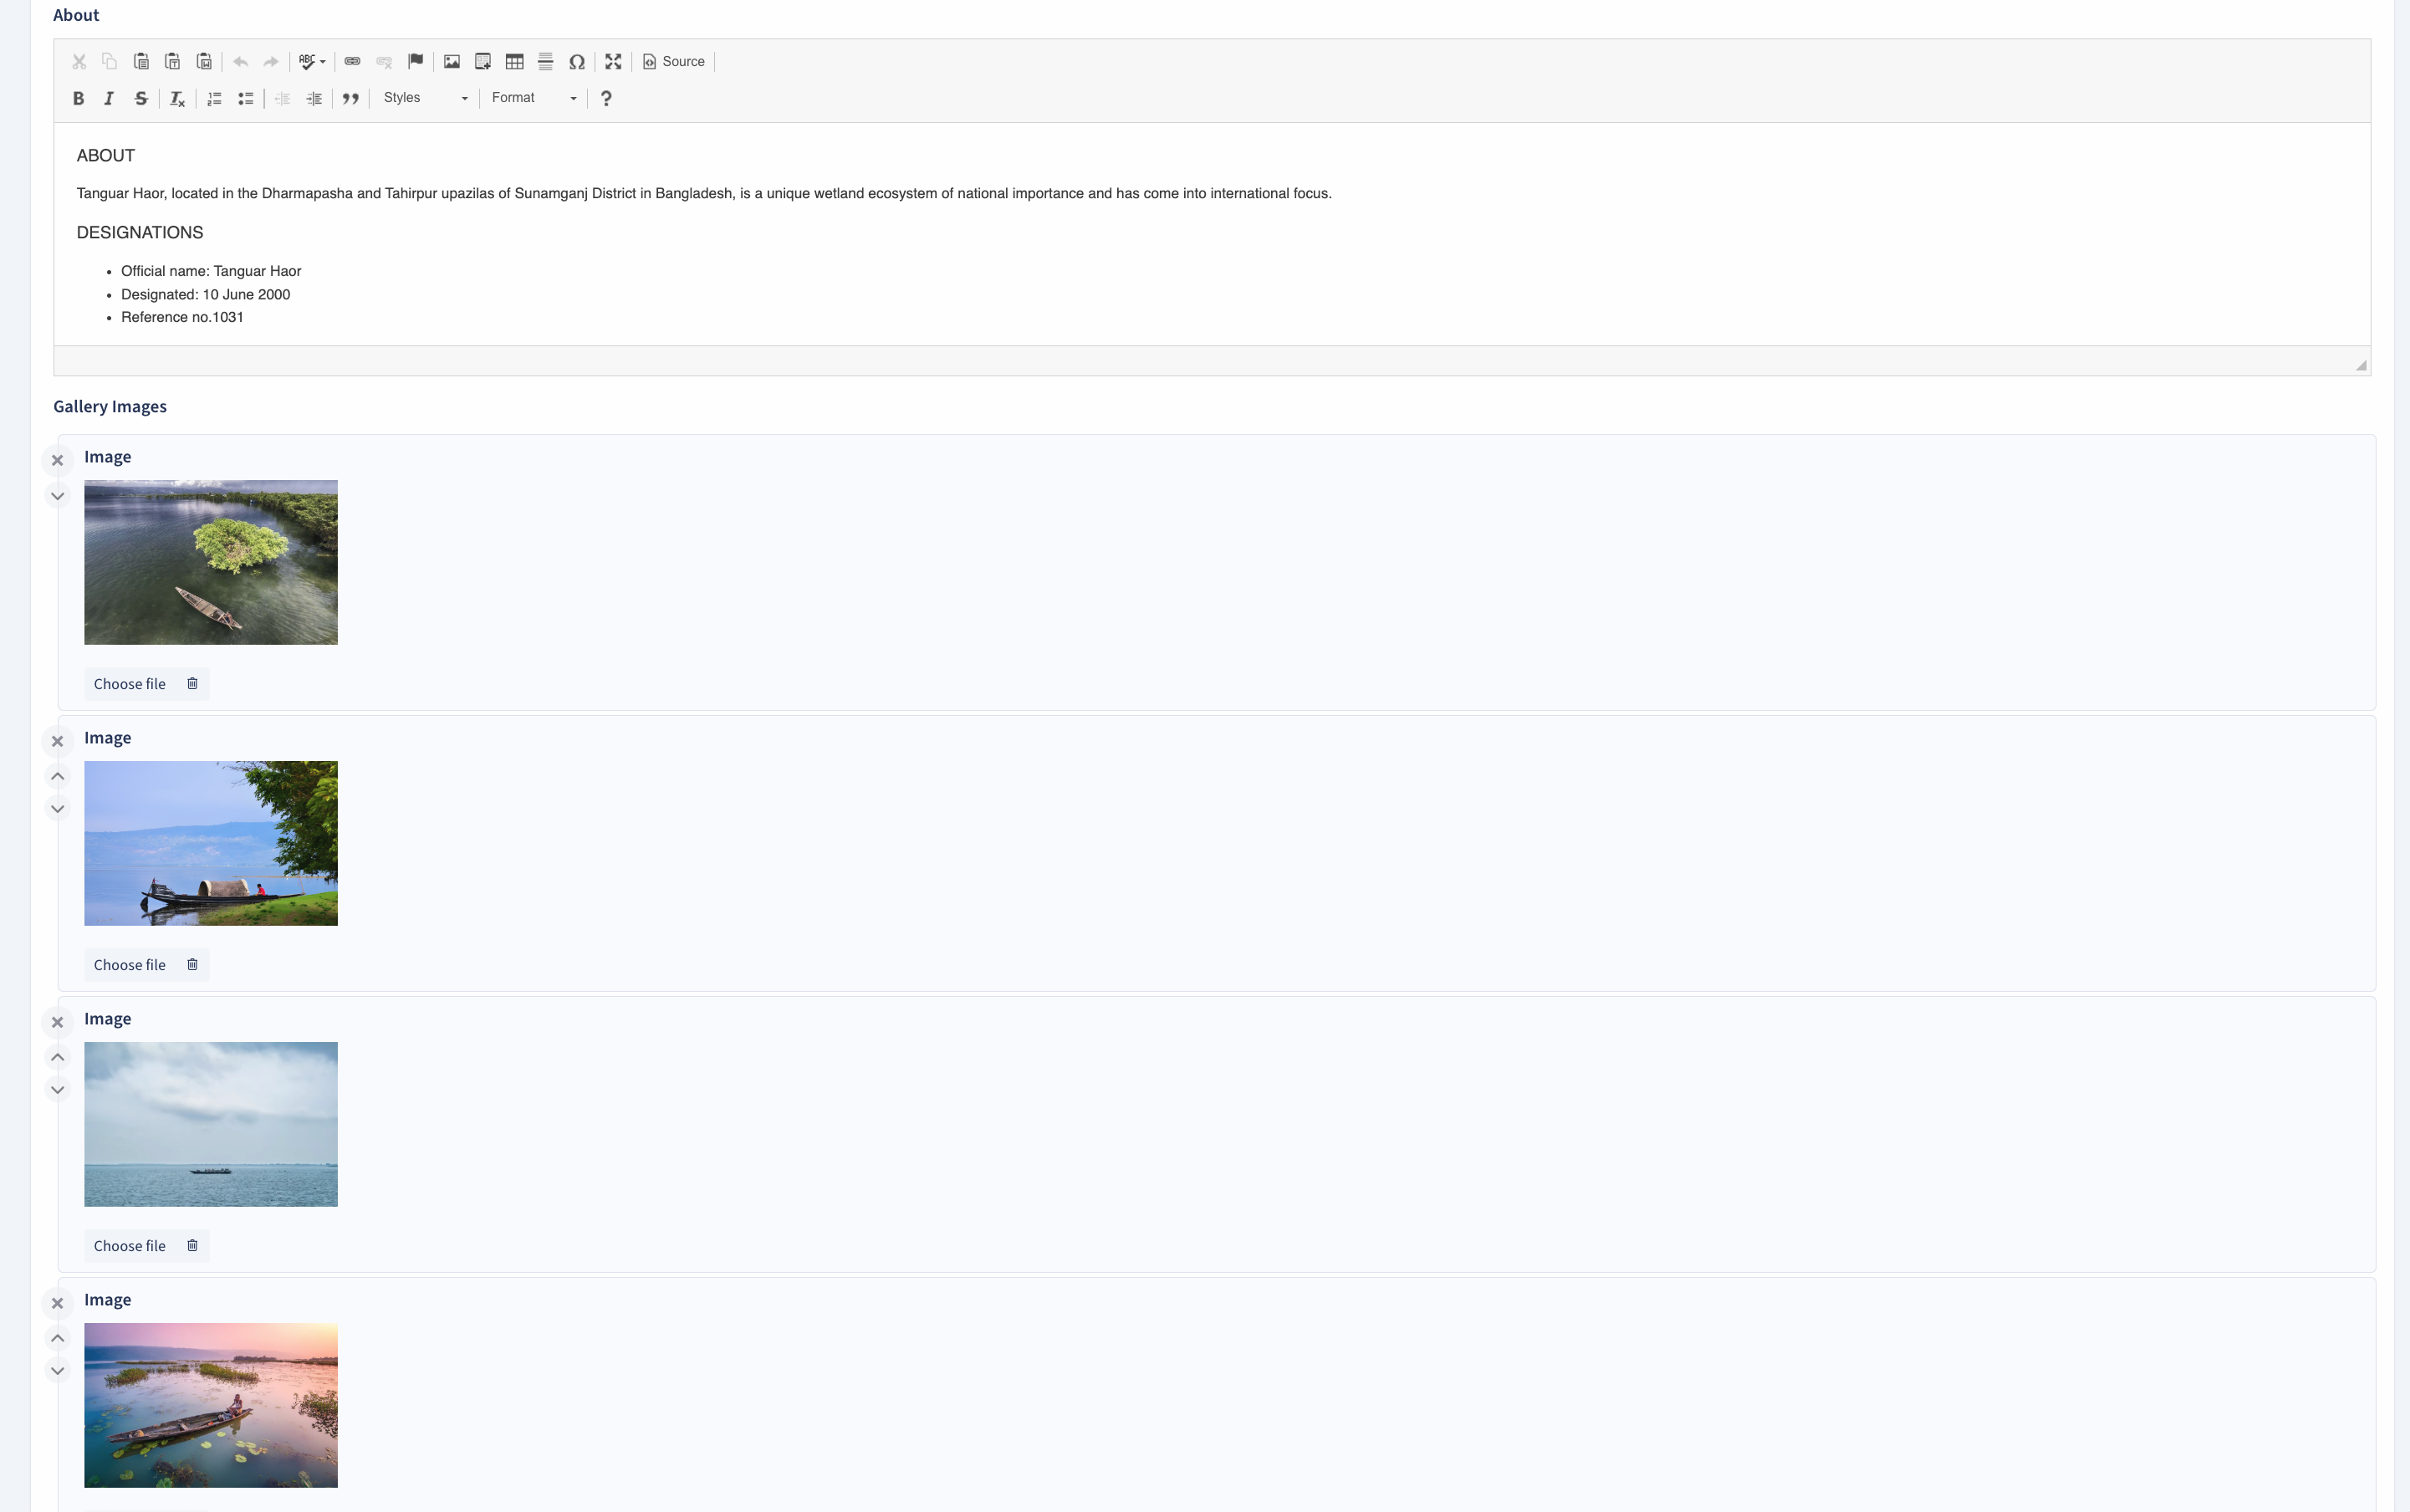 About
ABC
Source
B I S Tx Styles Format ?
ABOUT
Tanguar Haor, located in the Dharmapasha and Tahirpur upazilas of Sunamganj District in Bangladesh, is a unique wetland ecosystem of national importance and has come into international focus.
DESIGNATIONS
• Official name: Tanguar Haor
• Designated: 10 June 2000
• Reference no.1031
Gallery Images
Image
Choose file
Image
Choose file
Image
Choose file
Image